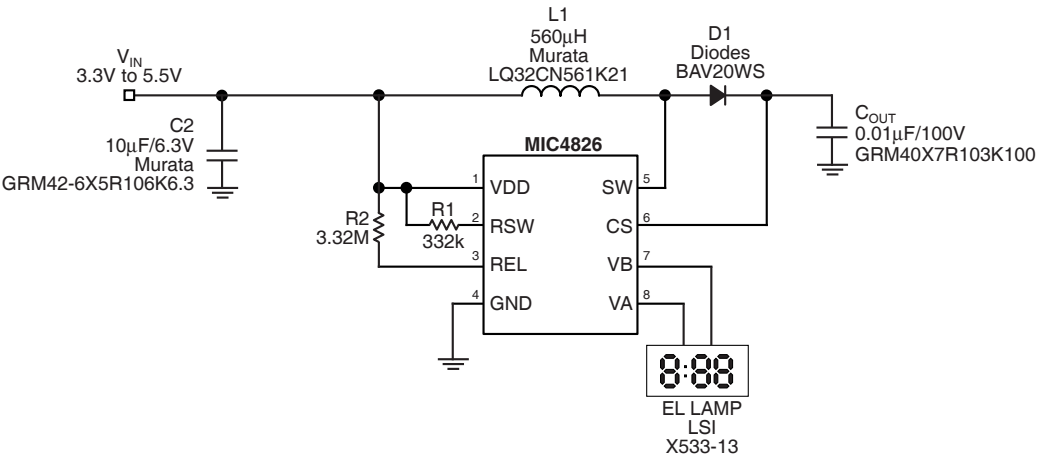 L1
560µH
Murata
LQ32CN561K21
D1
Diodes
BAV20WS
VIN
3.3V to 5.5V
C2
10µF/6.3V
Murata
GRM42-6X5R106K6.3
COUT
0.01µF/100V
GRM40X7R103K100
MIC4826
1
VDD
SW
5
R2
3.32M
R1
332k
2
RSW
CS
6
3
REL
VB
7
4
GND
VA
8
8:88
EL LAMP
LSI
X533-13